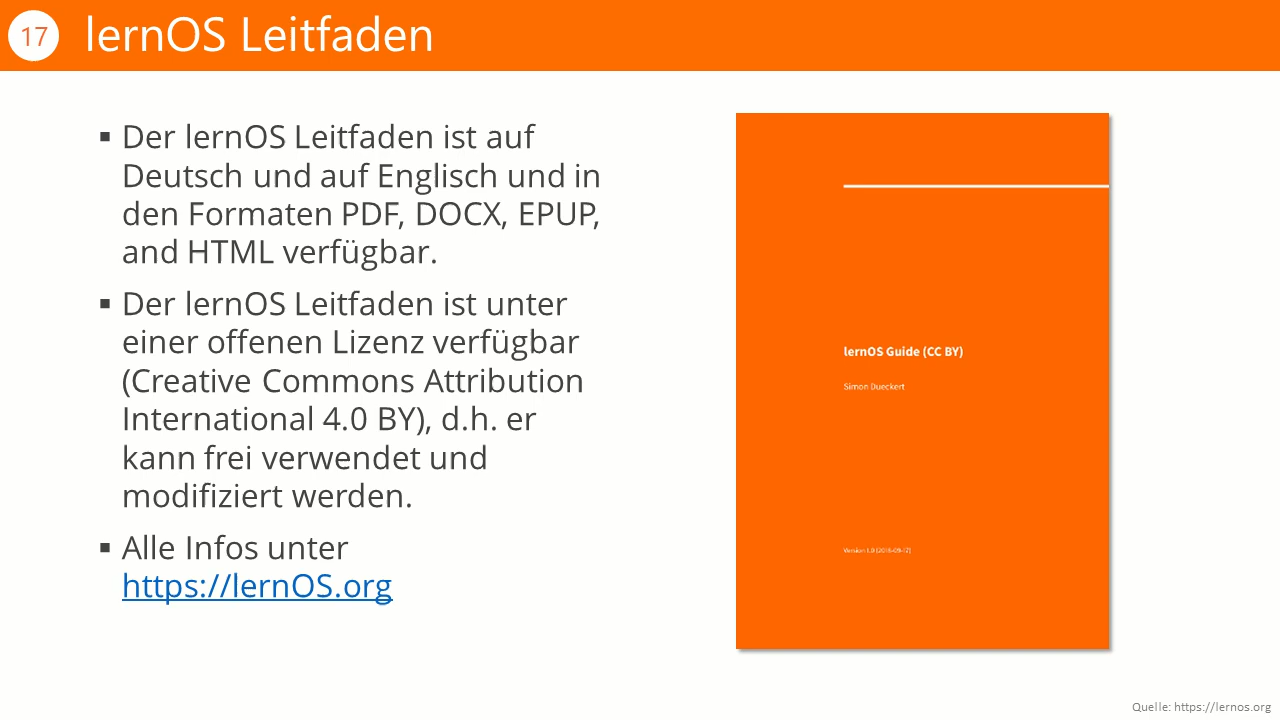 17
lernOS Leitfaden
▪ Der lernOS Leitfaden ist auf
Deutsch und auf Englisch und in
den Formaten PDF, DOCX, EPUP,
and HTML verfügbar.
▪ Der lernOS Leitfaden ist unter
einer offenen Lizenz verfügbar
(Creative Commons Attribution
International 4.0 BY), d.h. er
kann frei verwendet und
modifiziert werden.
▪ Alle Infos unter
https://lernOS.org
lernOS Guide (CC BY)
Simon Dueckert
Version 1.0
Quelle: https://lernos.org